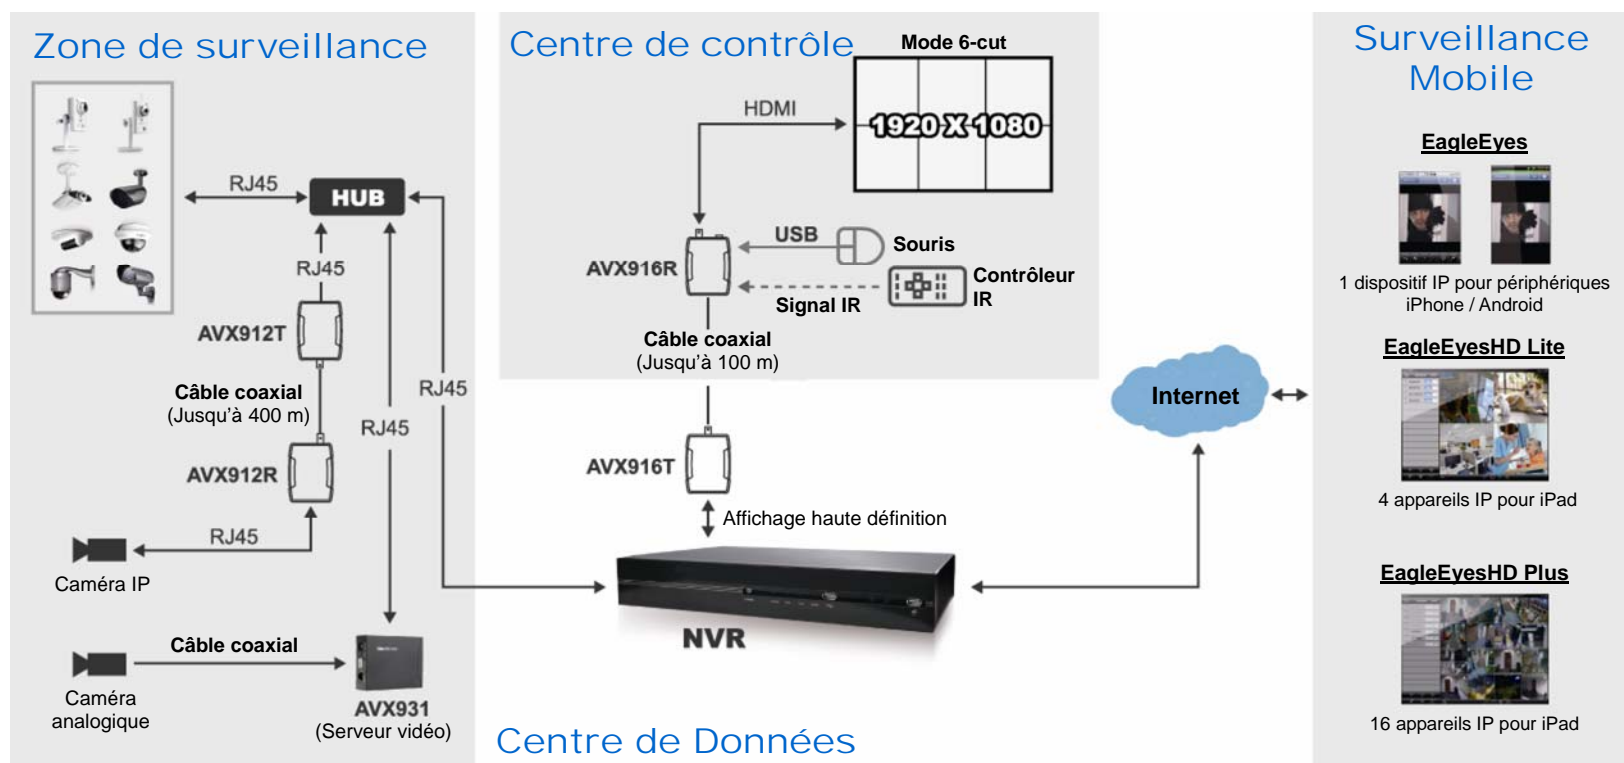 Zone de surveillance
RJ45
HUB
RJ45
AVX912T
Câble coaxial
(Jusqu'à 400 m)
RJ45
RJ45
AVX912R
RJ45
Caméra IP
Câble coaxial
Caméra
analogique
AVX931
(Serveur vidéo)
Centre de contrôle
Mode 6-cut
HDMI
1920 X 1080
USB
Souris
AVX916R
Contrôleur
IR
Signal IR
Câble coaxial
(Jusqu'à 100 m)
AVX916T
Affichage haute définition
NVR
Centre de Données
Internet
Surveillance
Mobile
EagleEyes
1 dispositif IP pour périphériques
iPhone / Android
EagleEyesHD Lite
4 appareils IP pour iPad
EagleEyesHD Plus
16 appareils IP pour iPad